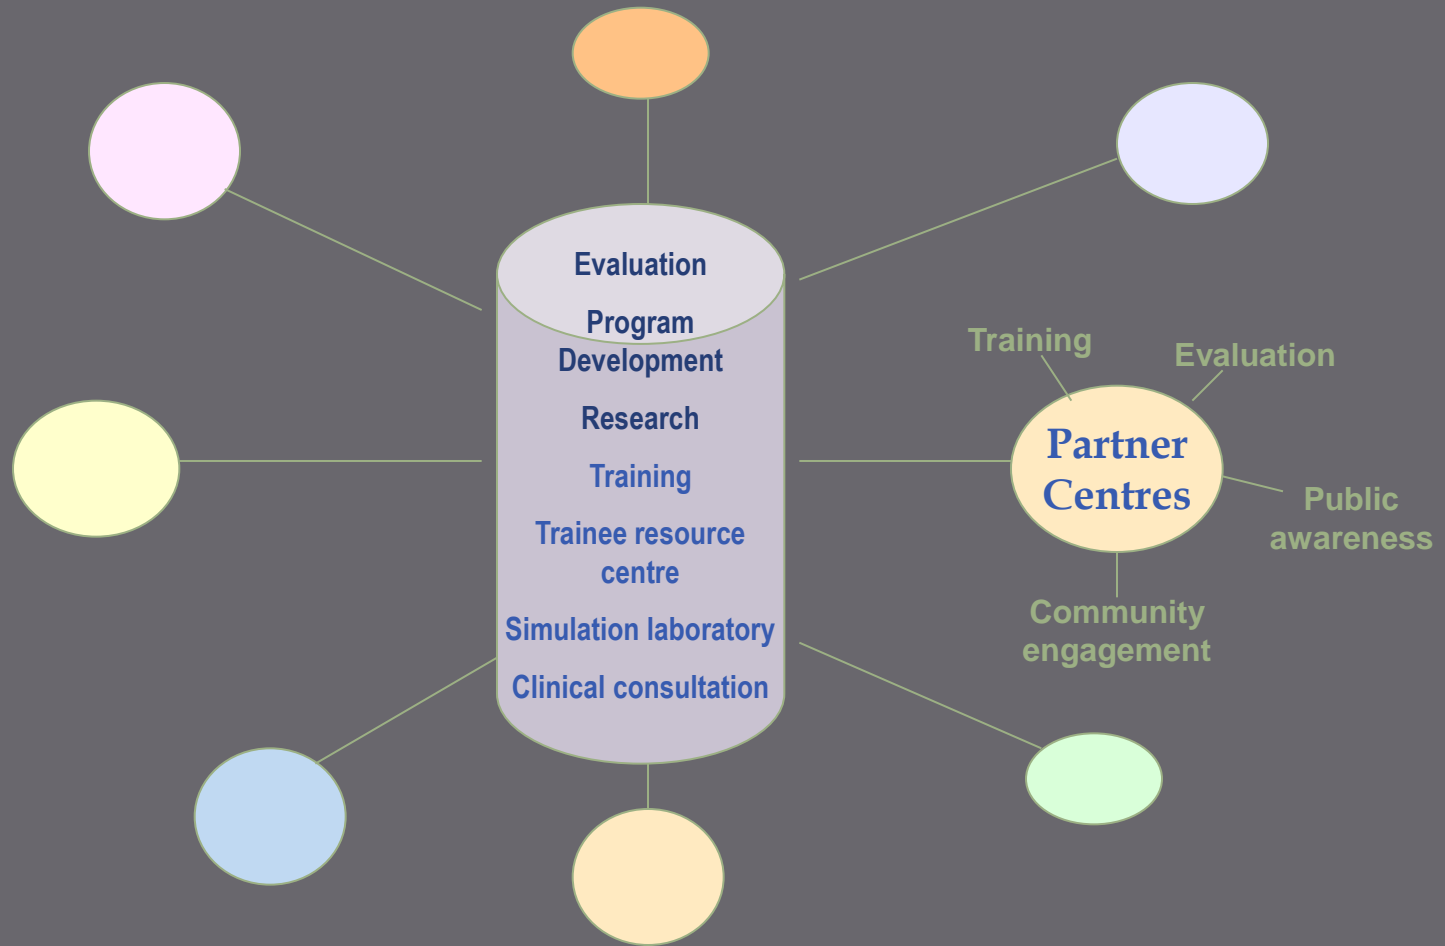 Evaluation
Program
Development
Research
Training
Trainee resource
centre
Simulation laboratory
Clinical consultation
Training
Evaluation
Partner
Centres
Public
awareness
Community
engagement